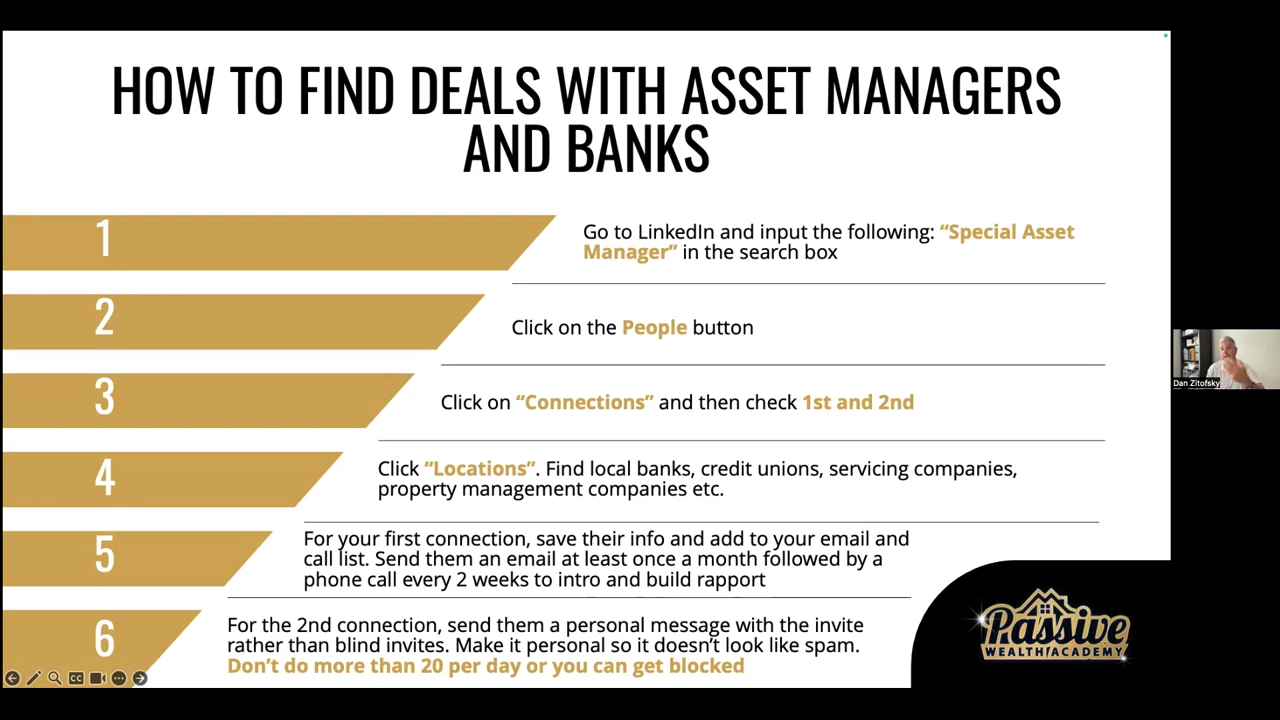 HOW TO FIND DEALS WITH ASSET MANAGERS
AND BANKS
1
Go to LinkedIn and input the following: “Special Asset
Manager” in the search box
2
Click on the People button
3
Click on “Connections” and then check 1st and 2nd
4
Click “Locations”. Find local banks, credit unions, servicing companies,
property management companies etc.
5
For your first connection, save their info and add to your email and
call list. Send them an email at least once a month followed by a
phone call every 2 weeks to intro and build rapport
6
For the 2nd connection, send them a personal message with the invite
rather than blind invites. Make it personal so it doesn’t look like spam.
Don’t do more than 20 per day or you can get blocked
Passive
WEALTH ACADEMY
Dan Zitofsky
CC